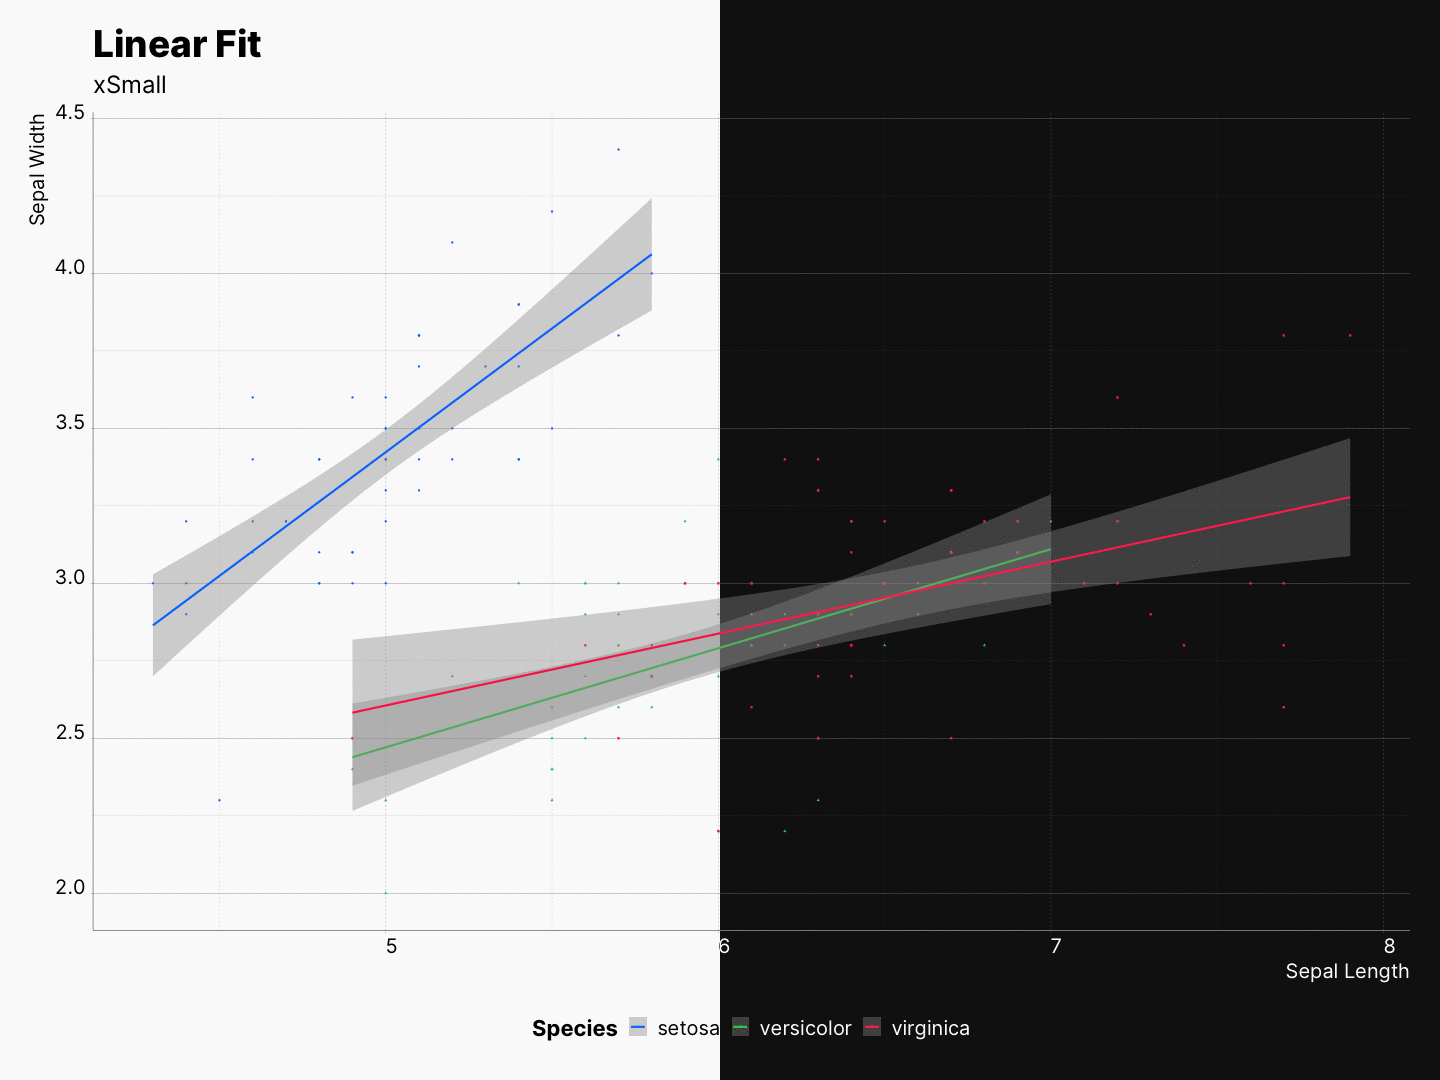 Linear Fit
xSmall
Sepal Width
4.5
4.0
3.5
3.0
2.5
2.0
5 6 7 8
Sepal Length
Species setosa versicolor virginica